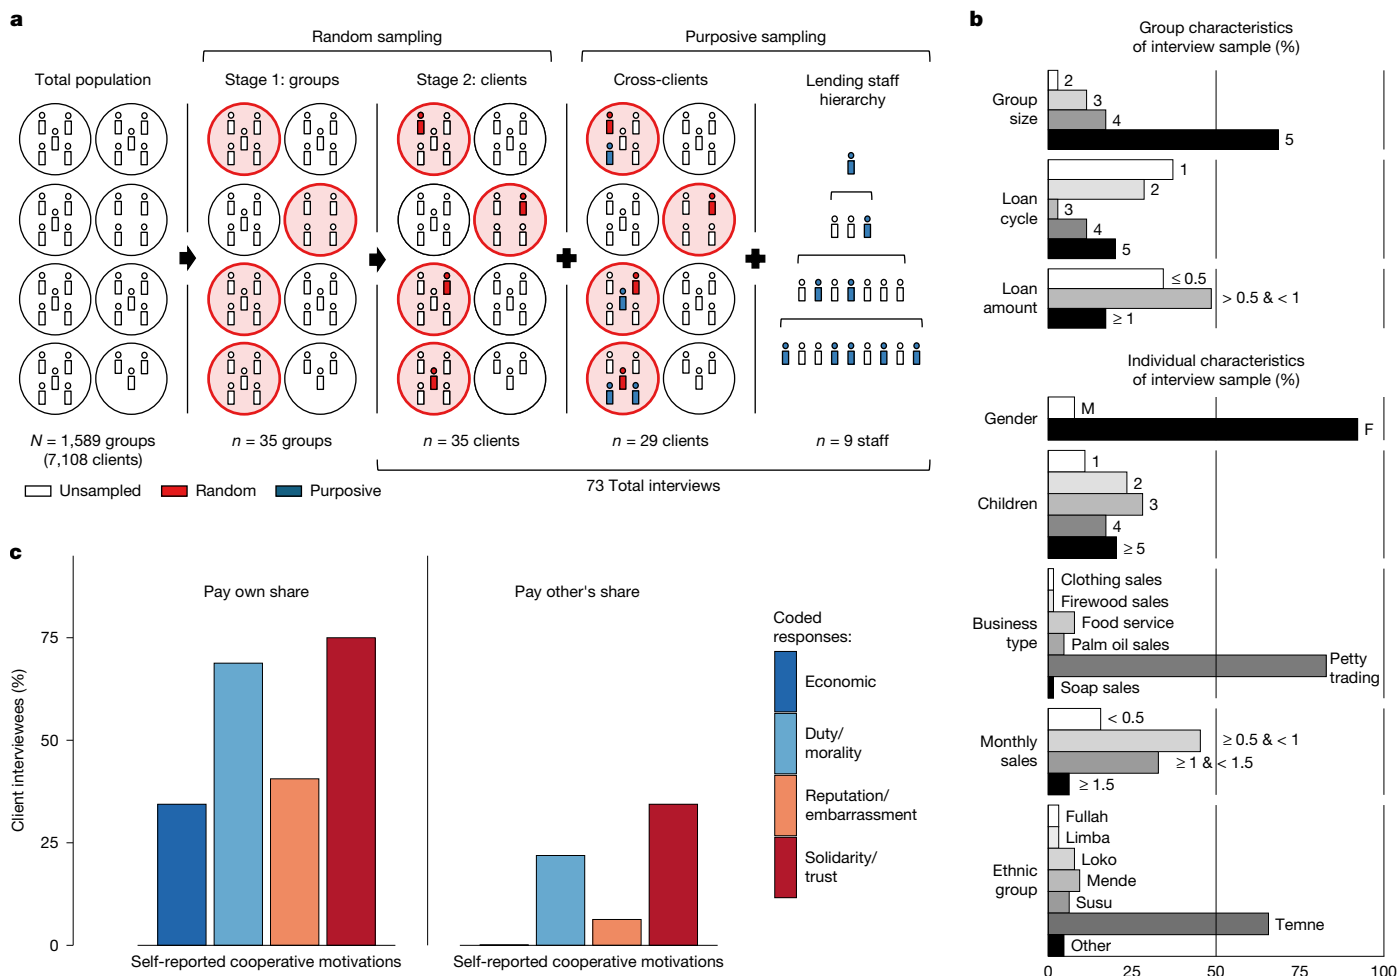 a
Random sampling
Purposive sampling
Total population
Stage 1: groups
Stage 2: clients
Cross-clients
Lending staff
hierarchy
N = 1,589 groups
(7,108 clients)
n = 35 groups
n = 35 clients
n = 29 clients
n = 9 staff
73 Total interviews
Unsampled
Random
Purposive
b
Group characteristics
of interview sample (%)
Group
size
2
3
4
5
Loan
cycle
1
2
3
4
5
Loan
amount
≤ 0.5
> 0.5 & < 1
≥ 1
Individual characteristics
of interview sample (%)
Gender
M
F
Children
1
2
3
4
≥ 5
Business
type
Clothing sales
Firewood sales
Food service
Palm oil sales
Petty
trading
Soap sales
Monthly
sales
< 0.5
≥ 0.5 & < 1
≥ 1 & < 1.5
≥ 1.5
Ethnic
group
Fullah
Limba
Loko
Mende
Susu
Temne
Other
0
25
50
75
100
c
Pay own share
Pay other's share
Client interviewees (%)
75
50
25
0
Self-reported cooperative motivations
Self-reported cooperative motivations
Coded
responses:
Economic
Duty/
morality
Reputation/
embarrassment
Solidarity/
trust